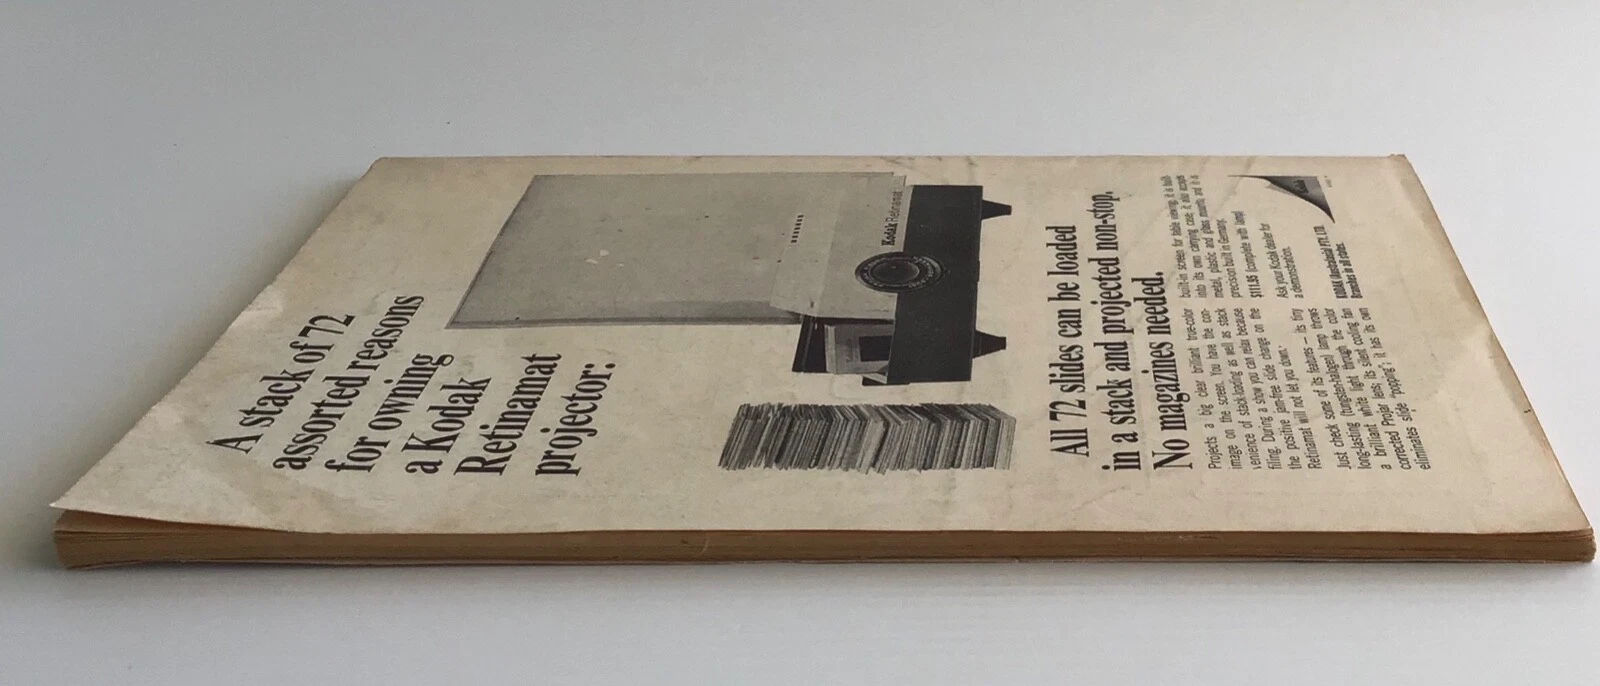 A stack of 72
assorted reasons
for owning
a Kodak
Retinamat
projector:
Kodak Retinamat
All 72 slides can be loaded
in a stack and projected non-stop.
No magazines needed.
Projects a big clear brilliant true-color
image on the screen. You have the con-
venience of stack-loading as well as stack
filing. During a show you can relax because
the positive jam-free slide change on the
Retinamat will not let you down.
Just check some of its features — its tiny
long-lasting (tungsten-halogen) lamp throws
a brilliant white light through the color
corrected Projar lens; its silent cooling fan
eliminates slide "popping"; it has its own
built-in screen for table viewing, it is built
into its own carrying case it also accepts
metal, plastic and glass mounts and it is
precision built in Germany.
$111.95 (complete with lamp)
Ask your Kodak dealer for
a demonstration.
KODAK (Australasia) PTY. LTD.
Branches in all states.
Kodak